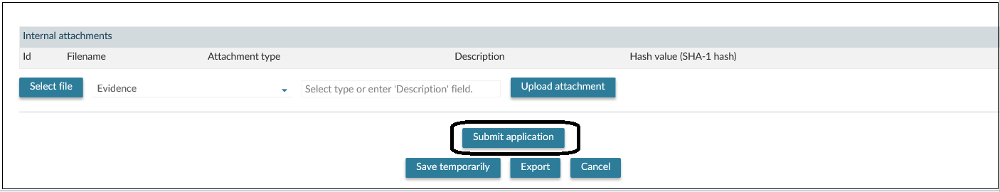 Internal attachments
Id Filename Attachment type Description Hash value (SHA-1 hash)
Select file Evidence Select type or enter 'Description' field. Upload attachment
Submit application
Save temporarily Export Cancel